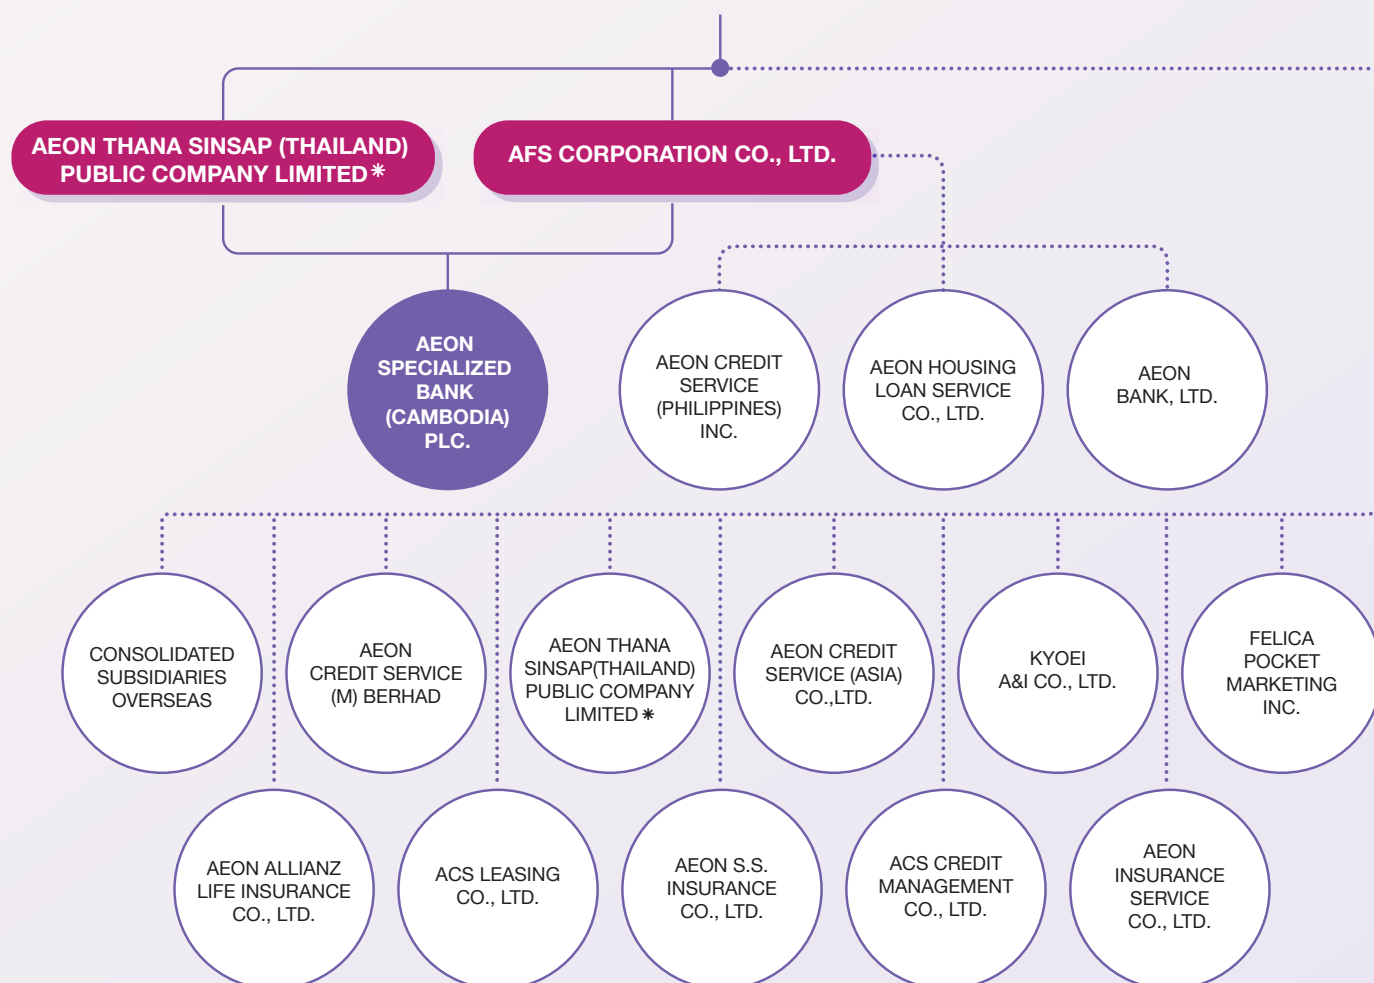 AEON THANA SINSAP (THAILAND)
PUBLIC COMPANY LIMITED*
AFS CORPORATION CO., LTD.
AEON
SPECIALIZED
BANK
(CAMBODIA)
PLC.
AEON CREDIT
SERVICE
(PHILIPPINES)
INC.
AEON HOUSING
LOAN SERVICE
CO., LTD.
AEON
BANK, LTD.
CONSOLIDATED
SUBSIDIARIES
OVERSEAS
AEON
CREDIT SERVICE
(M) BERHAD
AEON THANA
SINSAP(THAILAND)
PUBLIC COMPANY
LIMITED*
AEON CREDIT
SERVICE (ASIA)
CO.,LTD.
KYOEI
A&I CO., LTD.
FELICA
POCKET
MARKETING
INC.
AEON ALLIANZ
LIFE INSURANCE
CO., LTD.
ACS LEASING
CO., LTD.
AEON S.S.
INSURANCE
CO., LTD.
ACS CREDIT
MANAGEMENT
CO., LTD.
AEON
INSURANCE
SERVICE
CO., LTD.